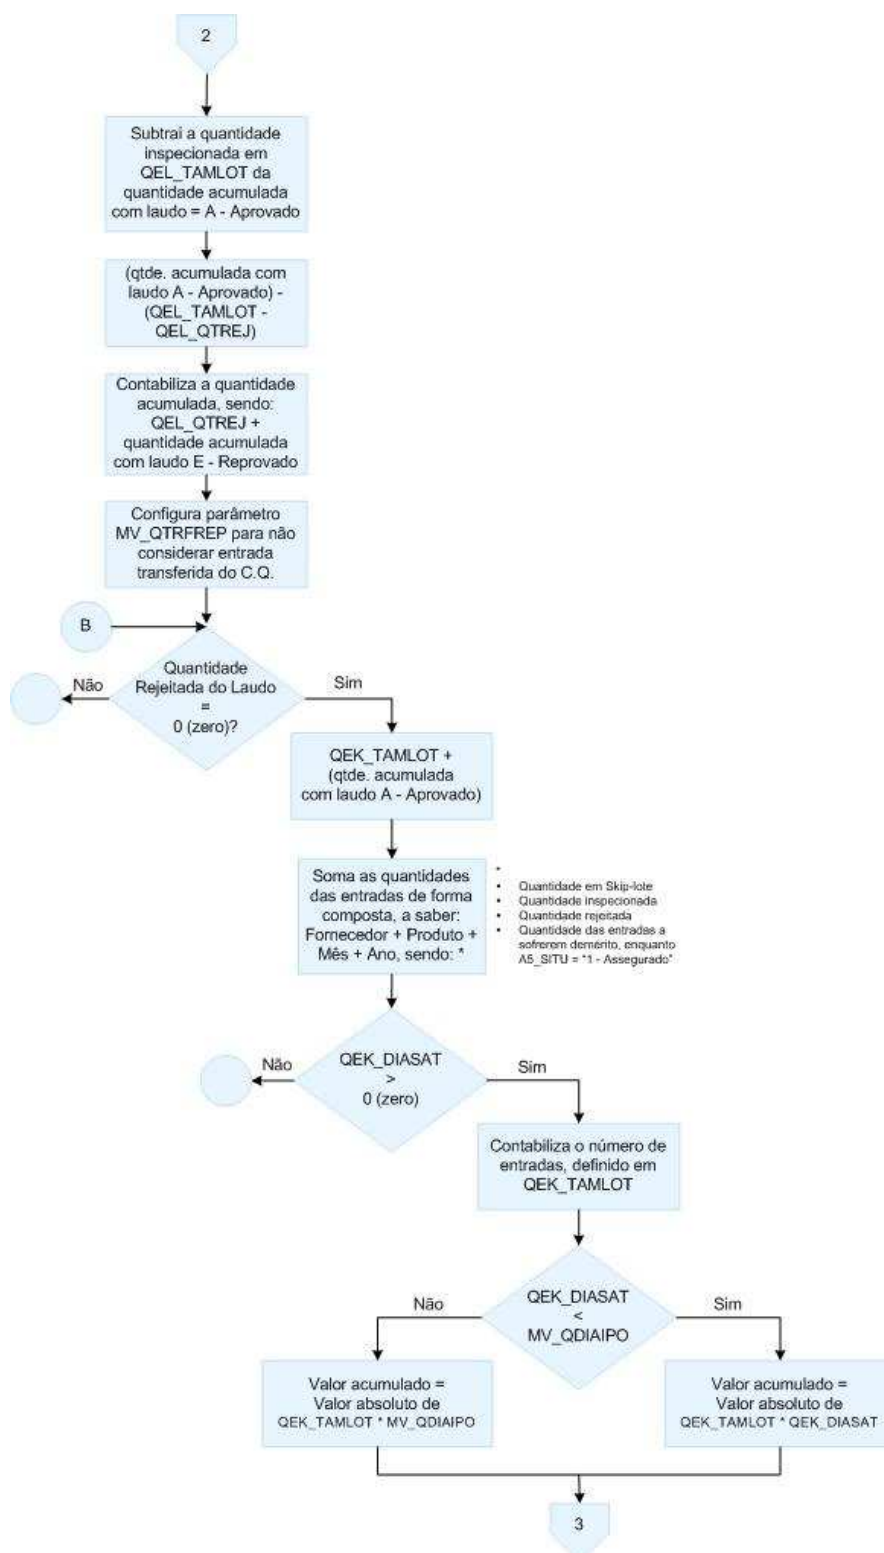 2
Subtrai a quantidade
inspecionada em
QEL_TAMLOT da
quantidade acumulada
com laudo = A - Aprovado
(qtde. acumulada com
laudo A - Aprovado) -
(QEL_TAMLOT -
QEL_QTREJ)
Contabiliza a quantidade
acumulada, sendo:
QEL_QTREJ +
quantidade acumulada
com laudo E - Reprovado
Configura parâmetro
MV_QTRFREP para não
considerar entrada
transferida do C.Q.
B
Quantidade
Rejeitada do Laudo
=
0 (zero)?
Não
Sim
QEK_TAMLOT +
(qtde. acumulada
com laudo A - Aprovado)
Soma as quantidades
das entradas de forma
composta, a saber:
Fornecedor + Produto +
Mês + Ano, sendo: *
*
• Quantidade em Skip-lote
• Quantidade inspecionada
• Quantidade rejeitada
• Quantidade das entradas a
sofrerem demérito, enquanto
A5_SITU = "1 - Assegurado"
QEK_DIASAT
>
0 (zero)
Não
Sim
Contabiliza o número de
entradas, definido em
QEK_TAMLOT
QEK_DIASAT
<
MV_QDIAIPO
Não
Sim
Valor acumulado =
Valor absoluto de
QEK_TAMLOT * MV_QDIAIPO
Valor acumulado =
Valor absoluto de
QEK_TAMLOT * QEK_DIASAT
3